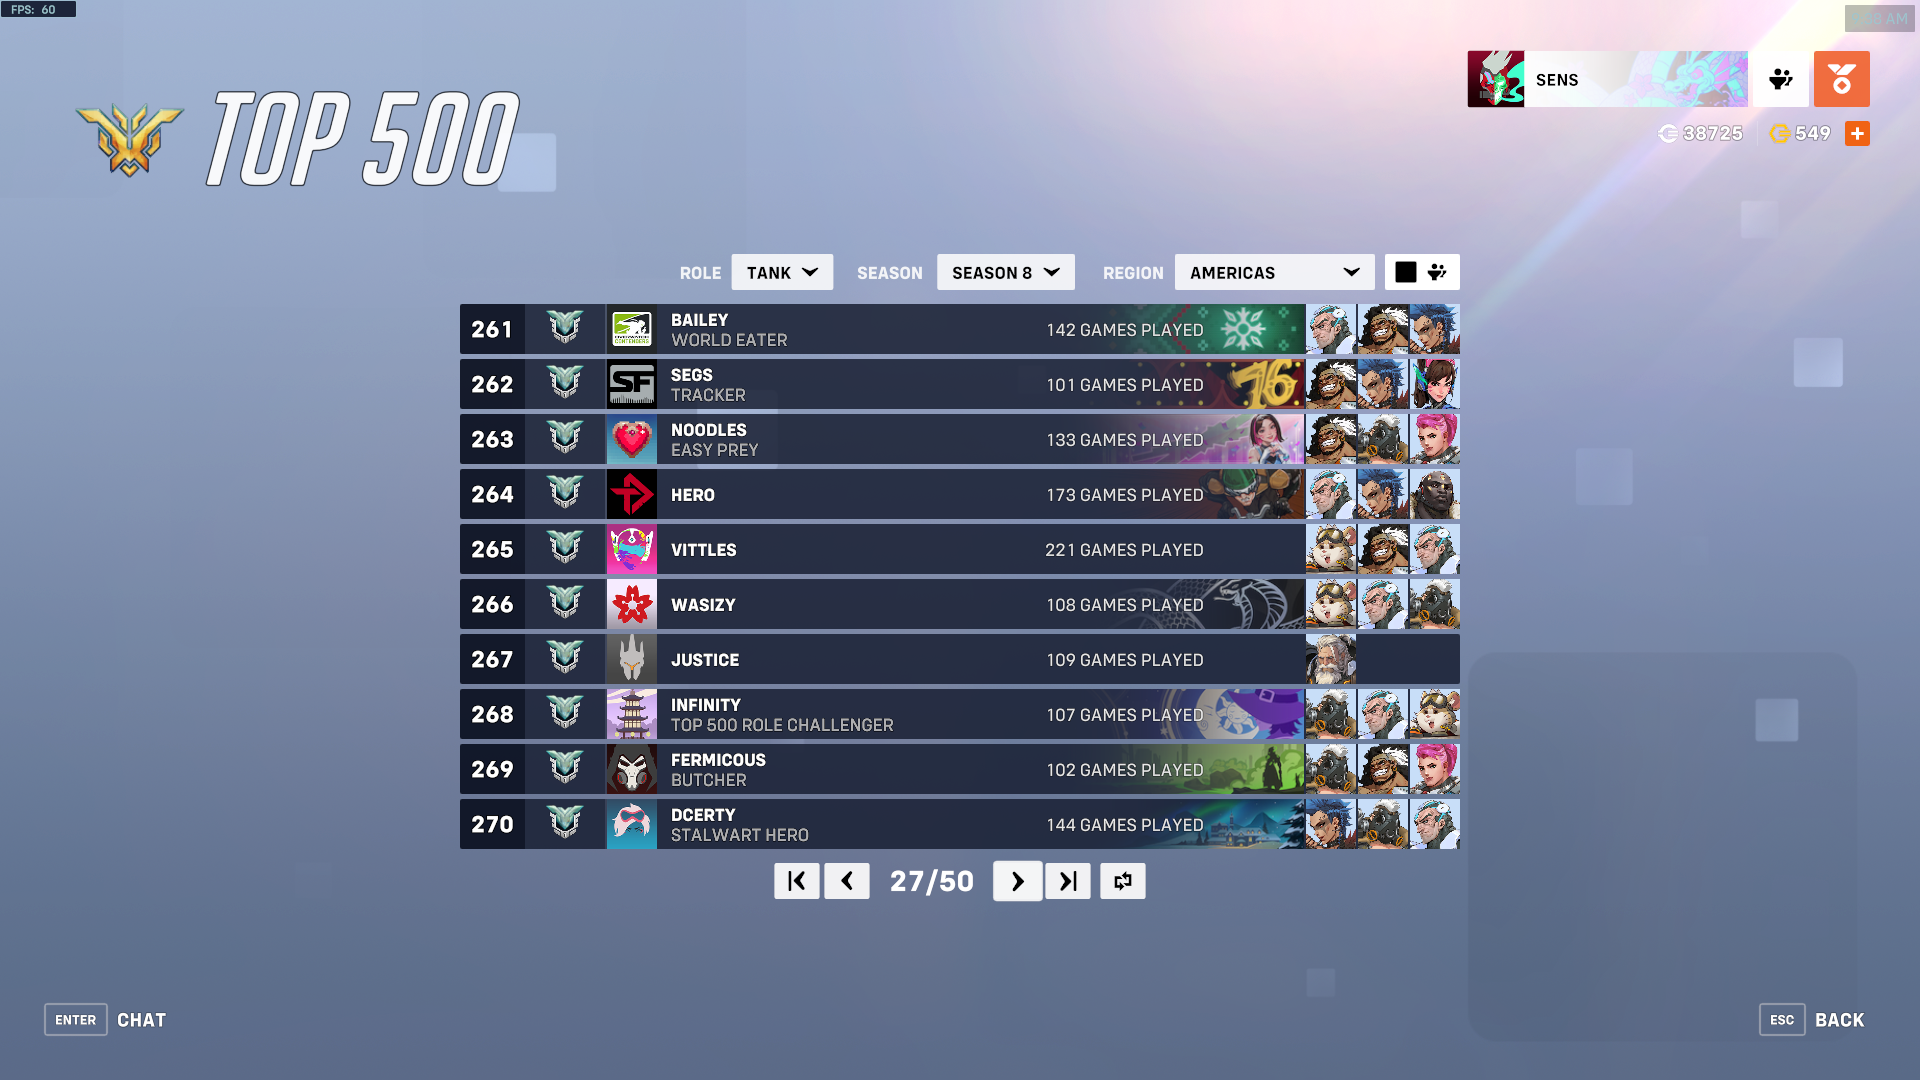 FPS: 60
TOP 500
SENS
38725
549
ROLE TANK SEASON SEASON 8 REGION AMERICAS
261 BAILEY WORLD EATER 142 GAMES PLAYED
262 SF SEGS TRACKER 101 GAMES PLAYED 76
263 NOODLES EASY PREY 133 GAMES PLAYED
264 HERO 173 GAMES PLAYED
265 VITTLES 221 GAMES PLAYED
266 WASIZY 108 GAMES PLAYED
267 JUSTICE 109 GAMES PLAYED
268 INFINITY TOP 500 ROLE CHALLENGER 107 GAMES PLAYED
269 FERMICOUS BUTCHER 102 GAMES PLAYED
270 DCERTY STALWART HERO 144 GAMES PLAYED
27/50
ENTER CHAT
ESC BACK